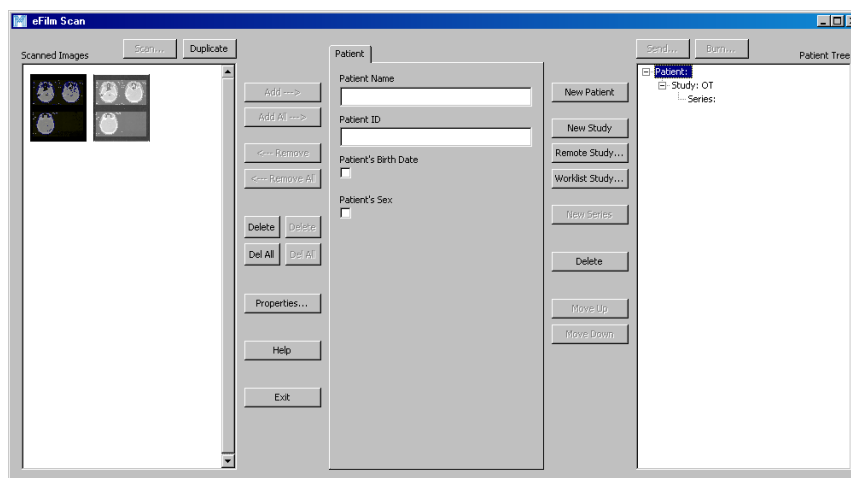 eFilm Scan
Scanned Images
Scan...
Duplicate
Add --->
Add All --->
<--- Remove
<--- Remove All
Delete
Delete
Del All
Del All
Properties...
Help
Exit
Patient
Patient Name
Patient ID
Patient's Birth Date
Patient's Sex
New Patient
New Study
Remote Study...
Worklist Study...
New Series
Delete
Move Up
Move Down
Send...
Burn...
Patient Tree
Patient:
Study: OT
Series: